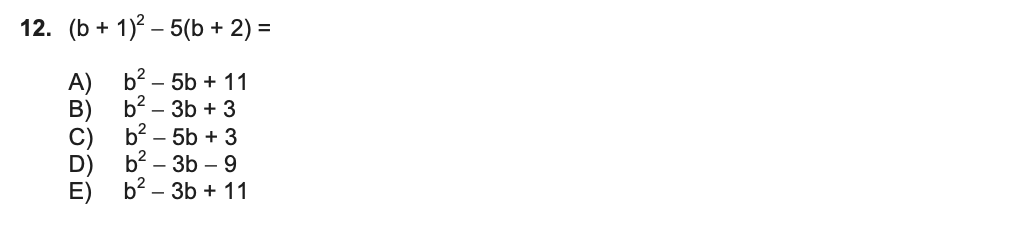 12. (b + 1)² – 5(b + 2) =
A) b² – 5b + 11
B) b² – 3b + 3
C) b² – 5b + 3
D) b² – 3b – 9
E) b² – 3b + 11